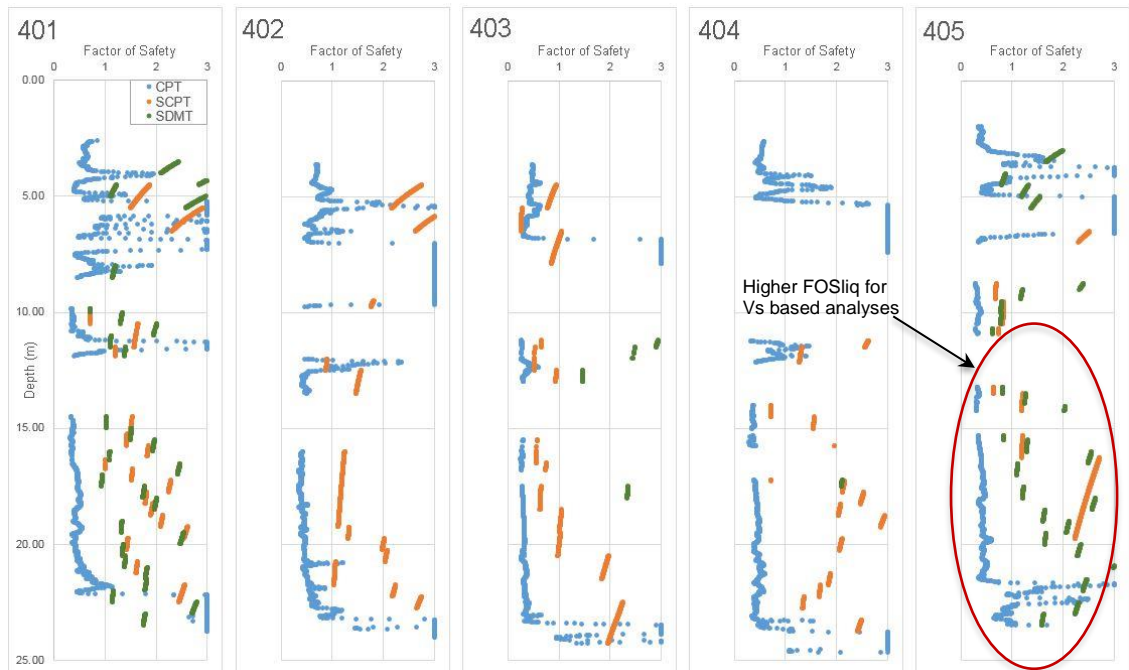 401
Factor of Safety
0 1 2 3
402
Factor of Safety
0 1 2 3
403
Factor of Safety
0 1 2 3
404
Factor of Safety
0 1 2 3
405
Factor of Safety
0 1 2 3
0.00
CPT
SCPT
SDMT
5.00
Higher FOSliq for
Vs based analyses
10.00
Depth (m)
15.00
20.00
25.00